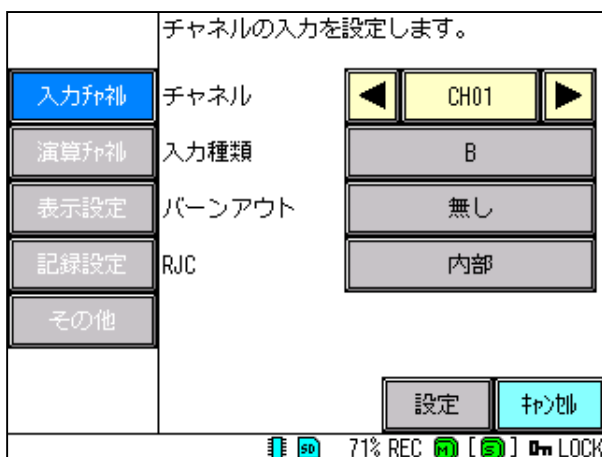 チャネルの入力を設定します。
入力ﾁｬﾈﾙ
チャネル
CH01
演算ﾁｬﾈﾙ
入力種類
B
表示設定
バーンアウト
無し
記録設定
RJC
内部
その他
設定
ｷｬﾝｾﾙ
SD 71% REC M [S] LOCK